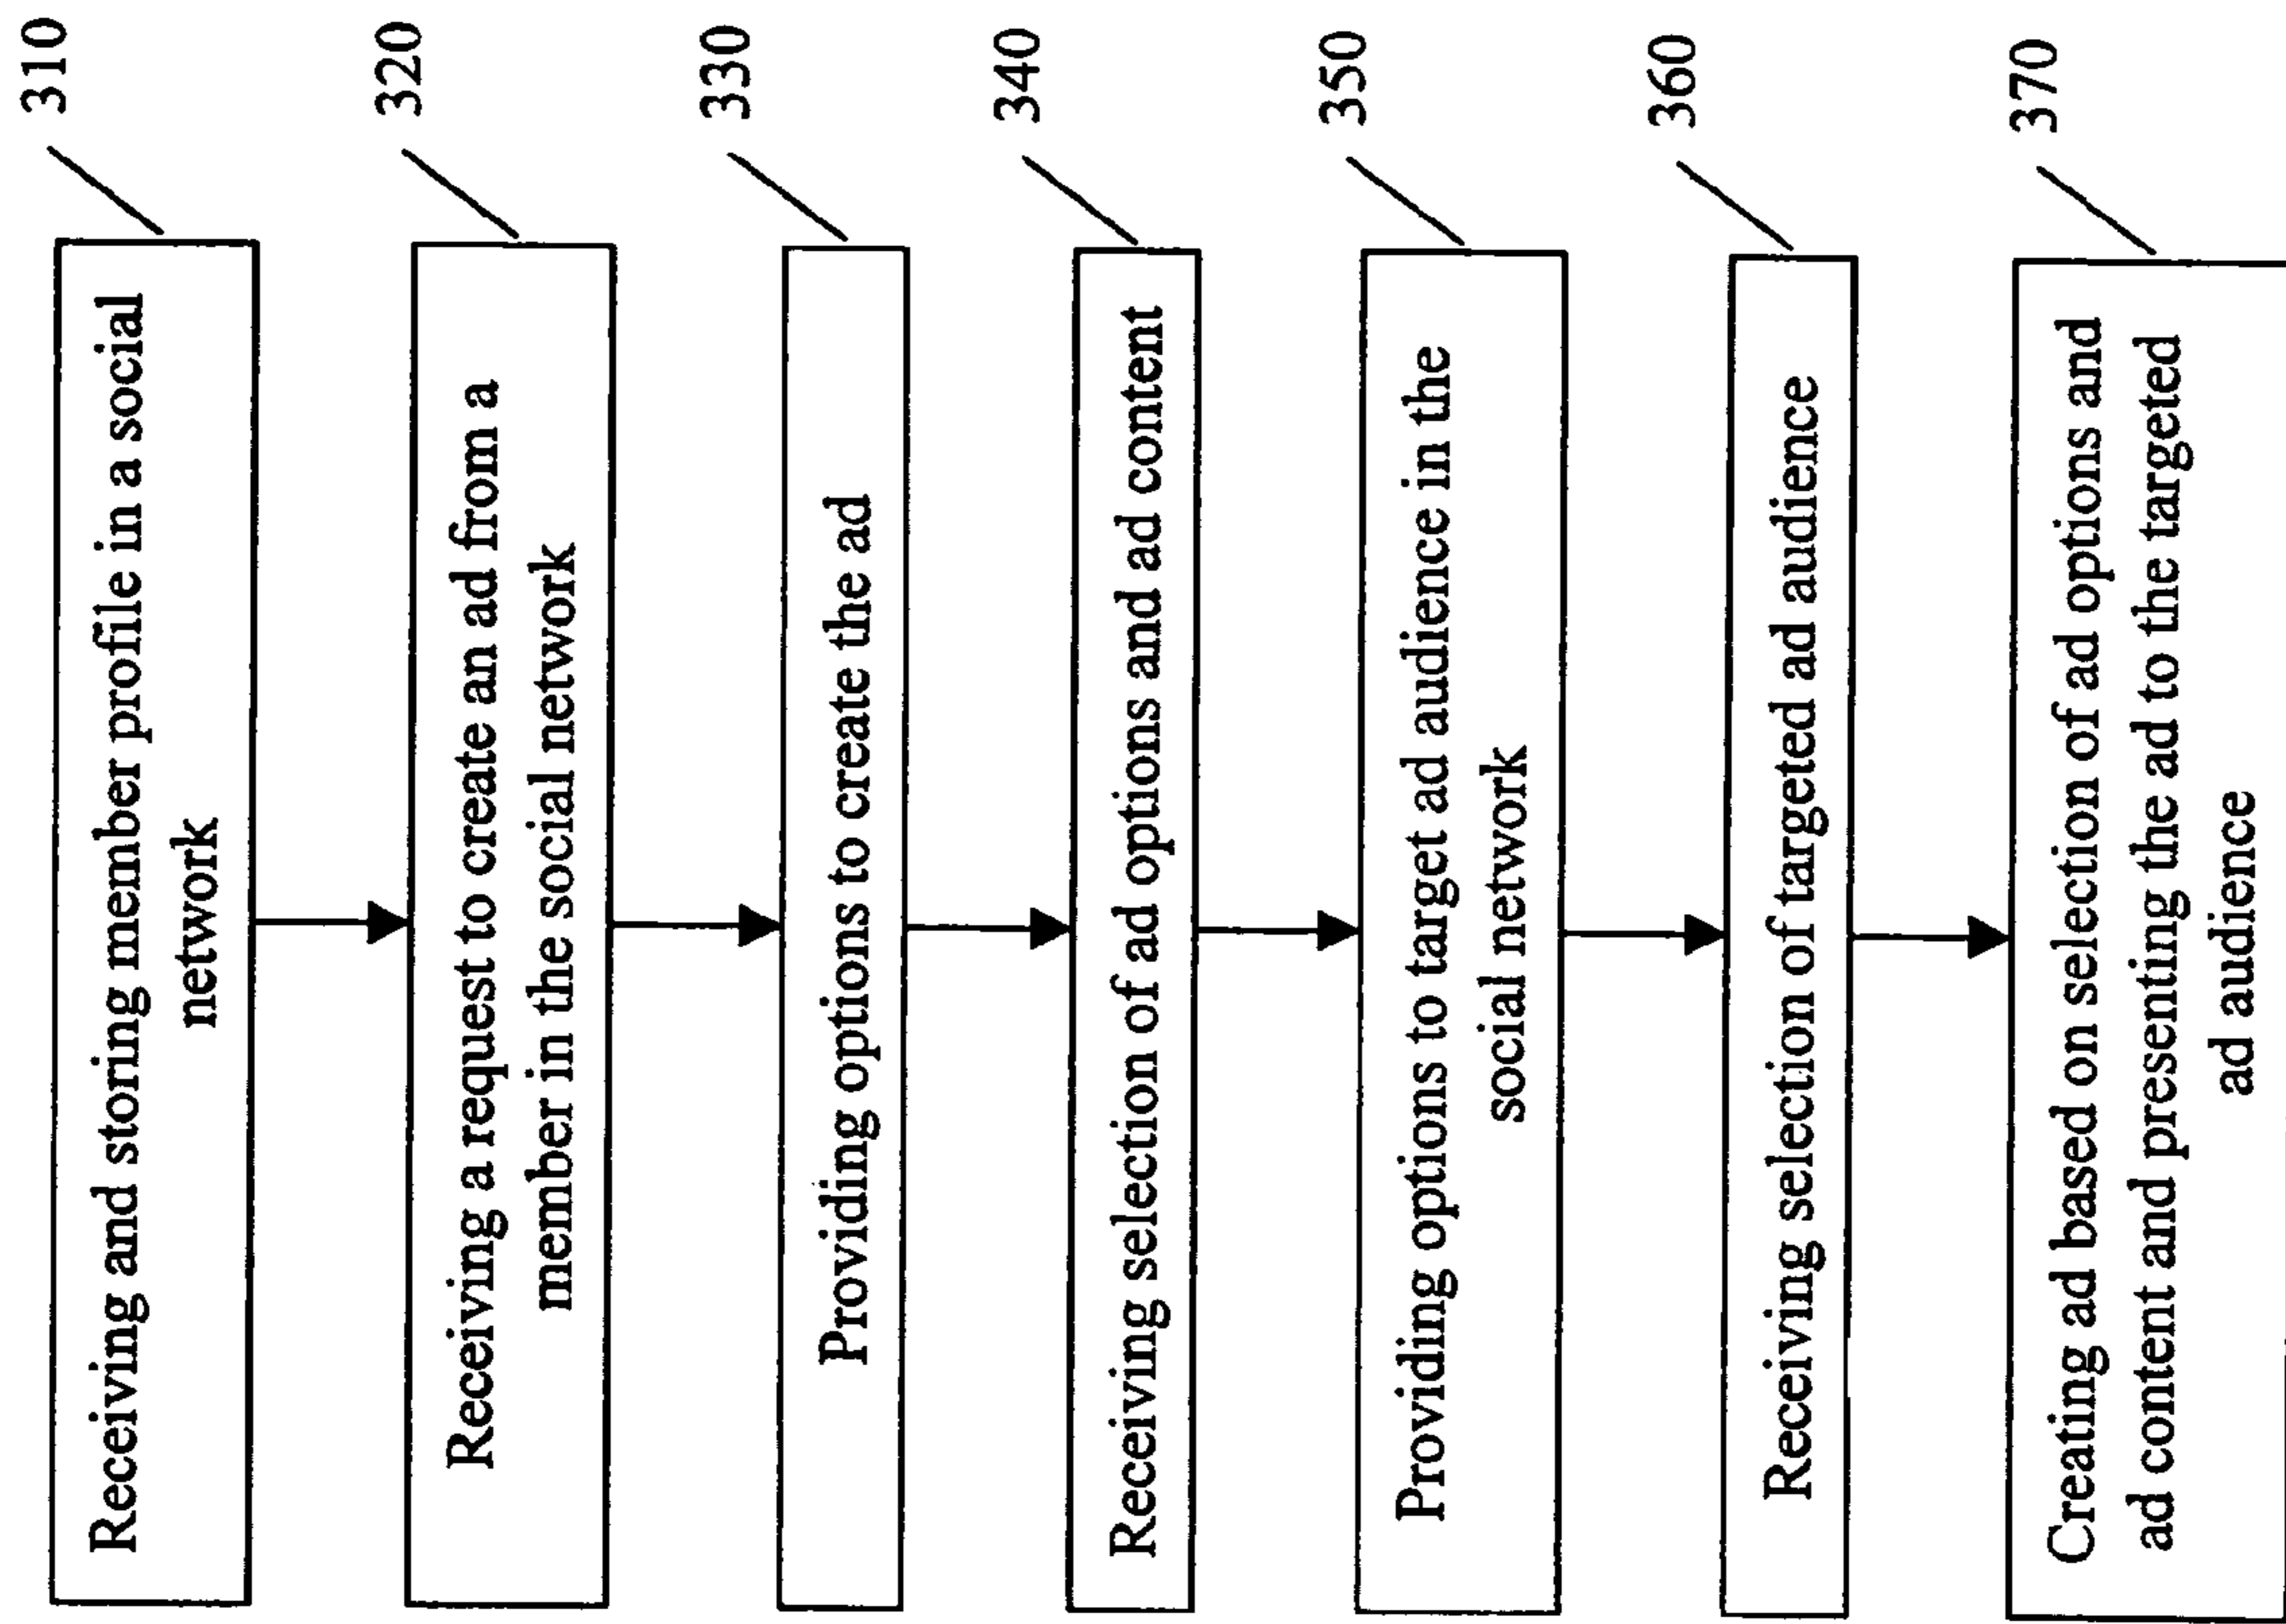 310
Receiving and storing member profile in a social
network
320
Receiving a request to create an ad from a
member in the social network
330
Providing options to create the ad
340
Receiving selection of ad options and ad content
350
Providing options to target ad audience in the
social network
360
Receiving selection of targeted ad audience
370
Creating ad based on selection of ad options and
ad content and presenting the ad to the targeted
ad audience